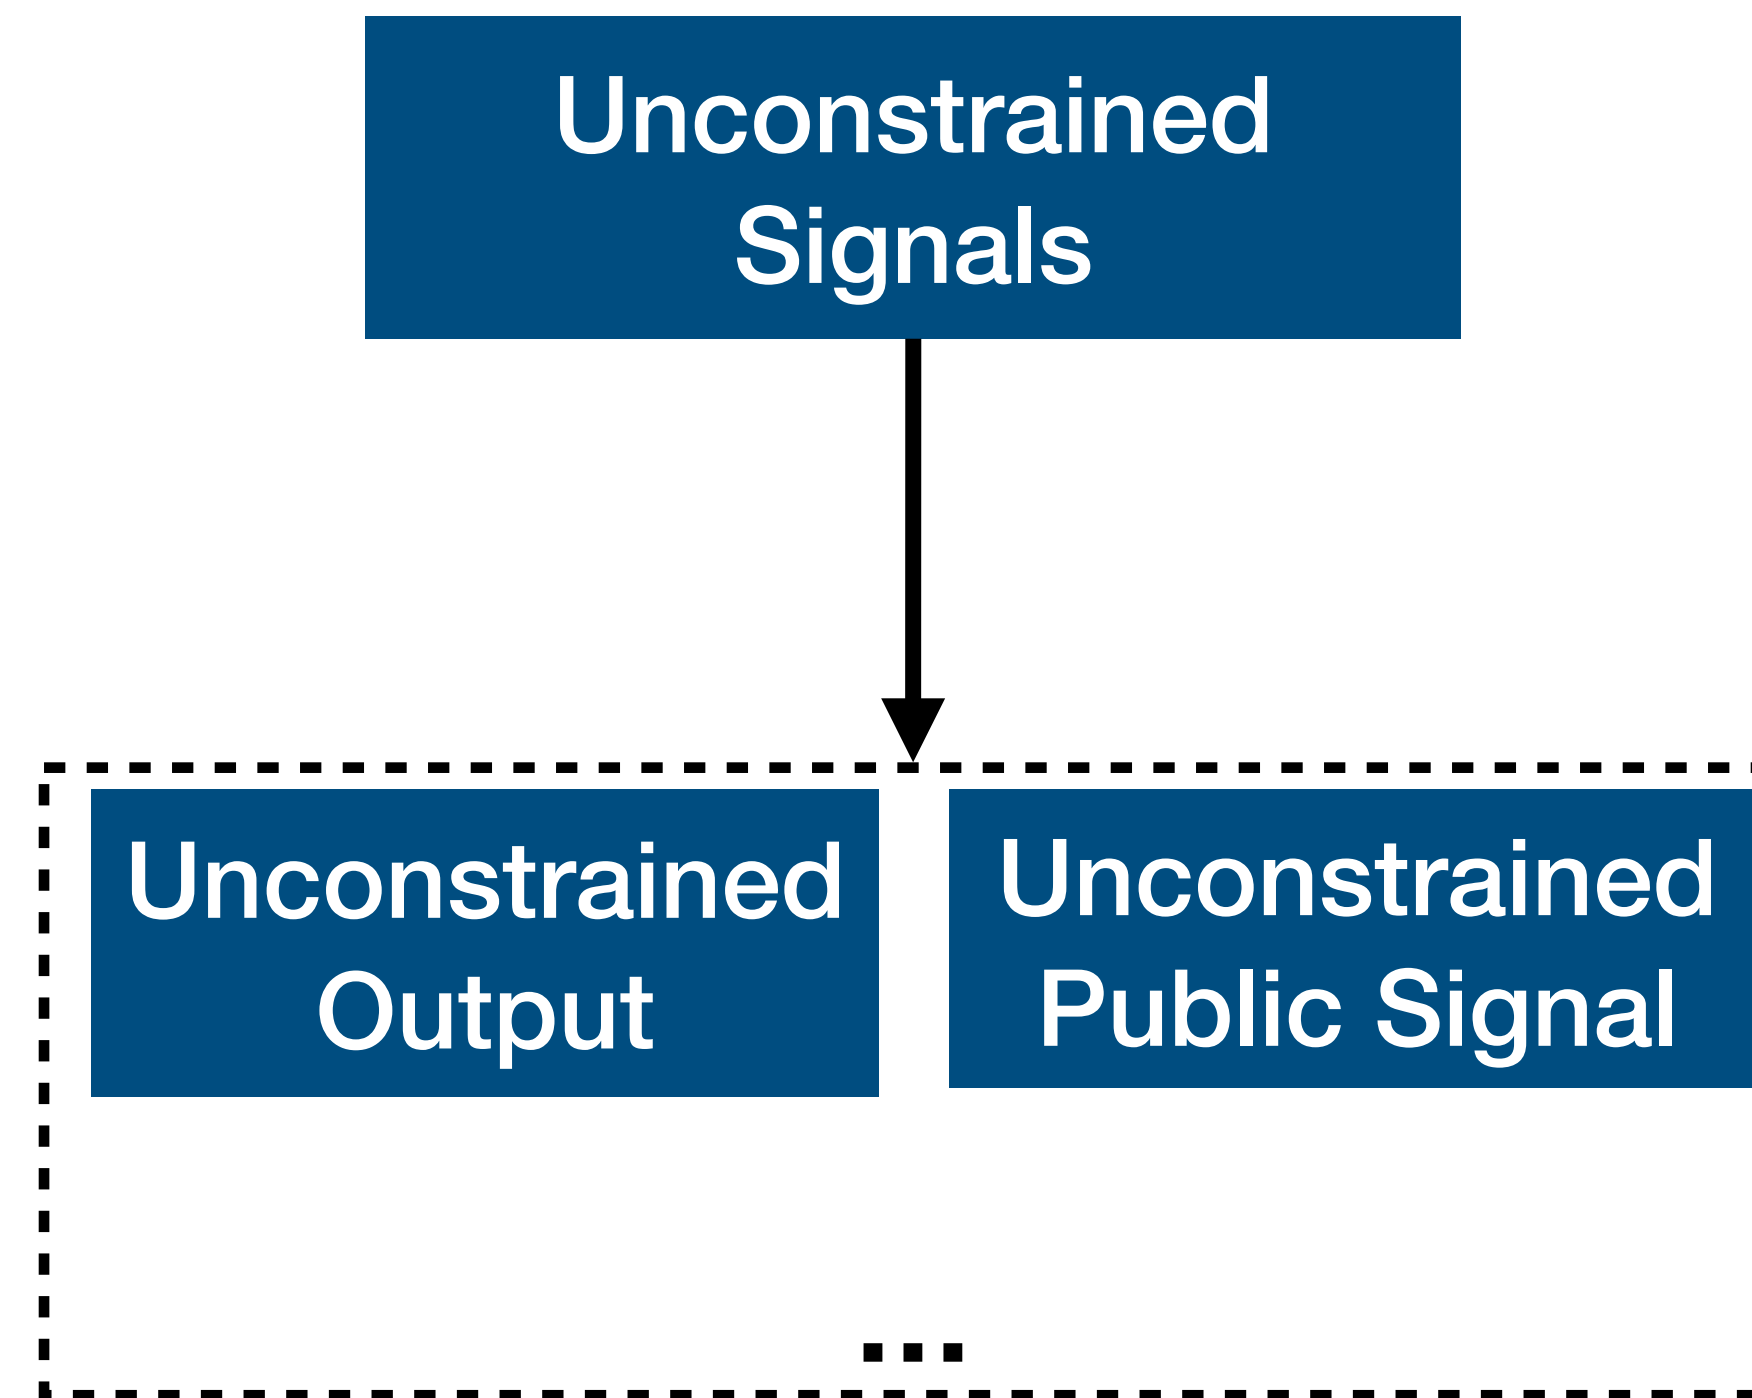 Unconstrained
Signals
Unconstrained
Output
Unconstrained
Public Signal
...